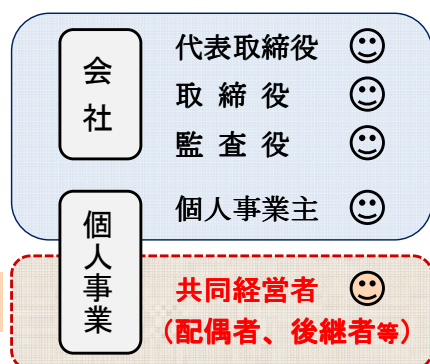 会社
代表取締役
取締役
監査役
個人事業
個人事業主
共同経営者
（配偶者、後継者等）